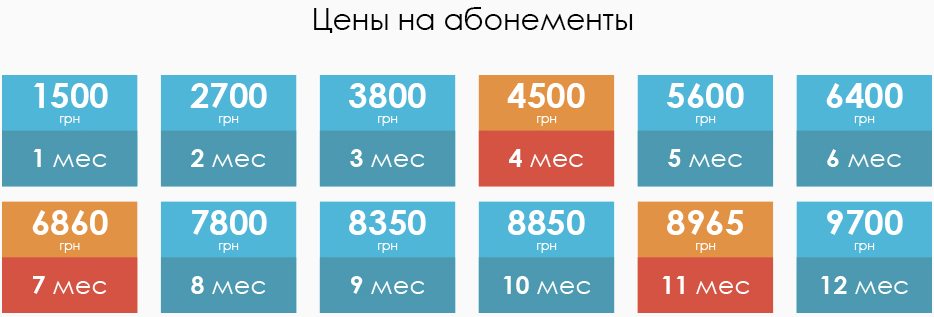 Цены на абонементы
1500 2700 3800 4500 5600 6400
грн грн грн грн грн грн
1 мес 2 мес 3 мес 4 мес 5 мес 6 мес
6860 7800 8350 8850 8965 9700
грн грн грн грн грн грн
7 мес 8 мес 9 мес 10 мес 11 мес 12 мес